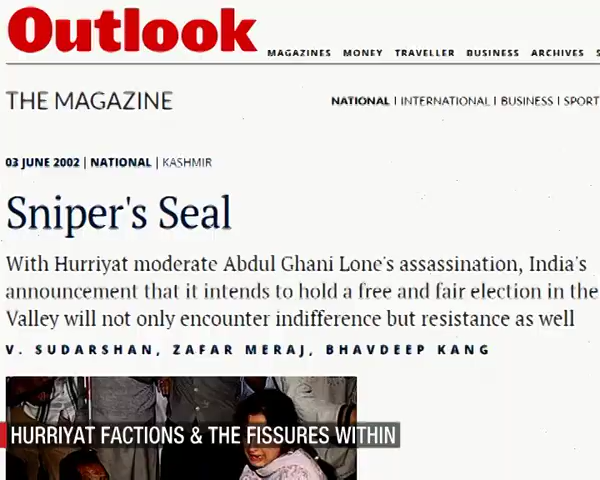 Outlook
MAGAZINES MONEY TRAVELLER BUSINESS ARCHIVES S
THE MAGAZINE
NATIONAL | INTERNATIONAL | BUSINESS | SPORT
03 JUNE 2002 | NATIONAL | KASHMIR
Sniper's Seal
With Hurriyat moderate Abdul Ghani Lone's assassination, India's
announcement that it intends to hold a free and fair election in the
Valley will not only encounter indifference but resistance as well
V. SUDARSHAN, ZAFAR MERAJ, BHAVDEEP KANG
HURRIYAT FACTIONS & THE FISSURES WITHIN